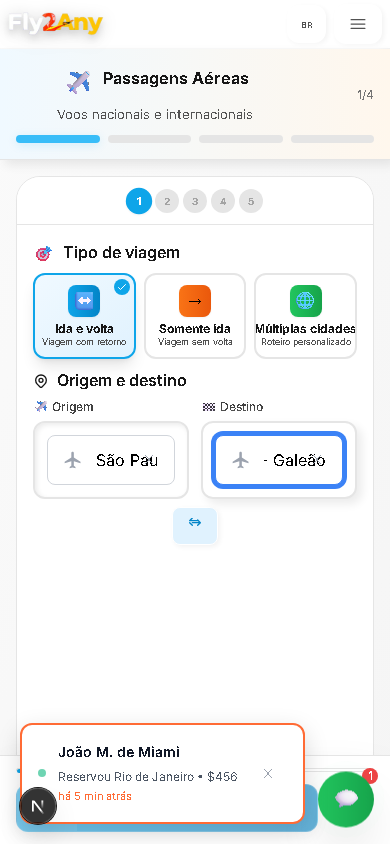 Fly2Any
BR
Passagens Aéreas
Voos nacionais e internacionais
1/4
1 2 3 4 5
Tipo de viagem
Ida e volta
Viagem com retorno
Somente ida
Viagem sem volta
Múltiplas cidades
Roteiro personalizado
Origem e destino
Origem
Destino
São Pau
- Galeão
João M. de Miami
Reservou Rio de Janeiro • $456
há 5 min atrás
N
1